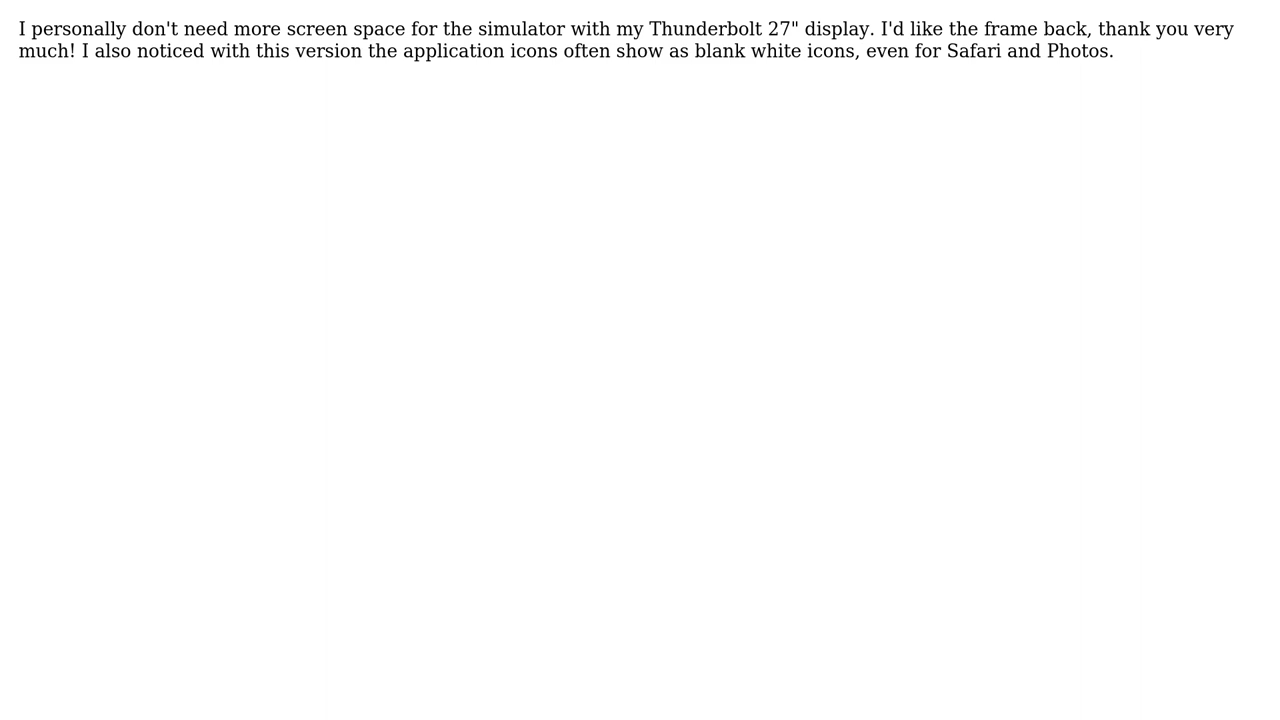 I personally don't need more screen space for the simulator with my Thunderbolt 27" display. I'd like the frame back, thank you very
much! I also noticed with this version the application icons often show as blank white icons, even for Safari and Photos.